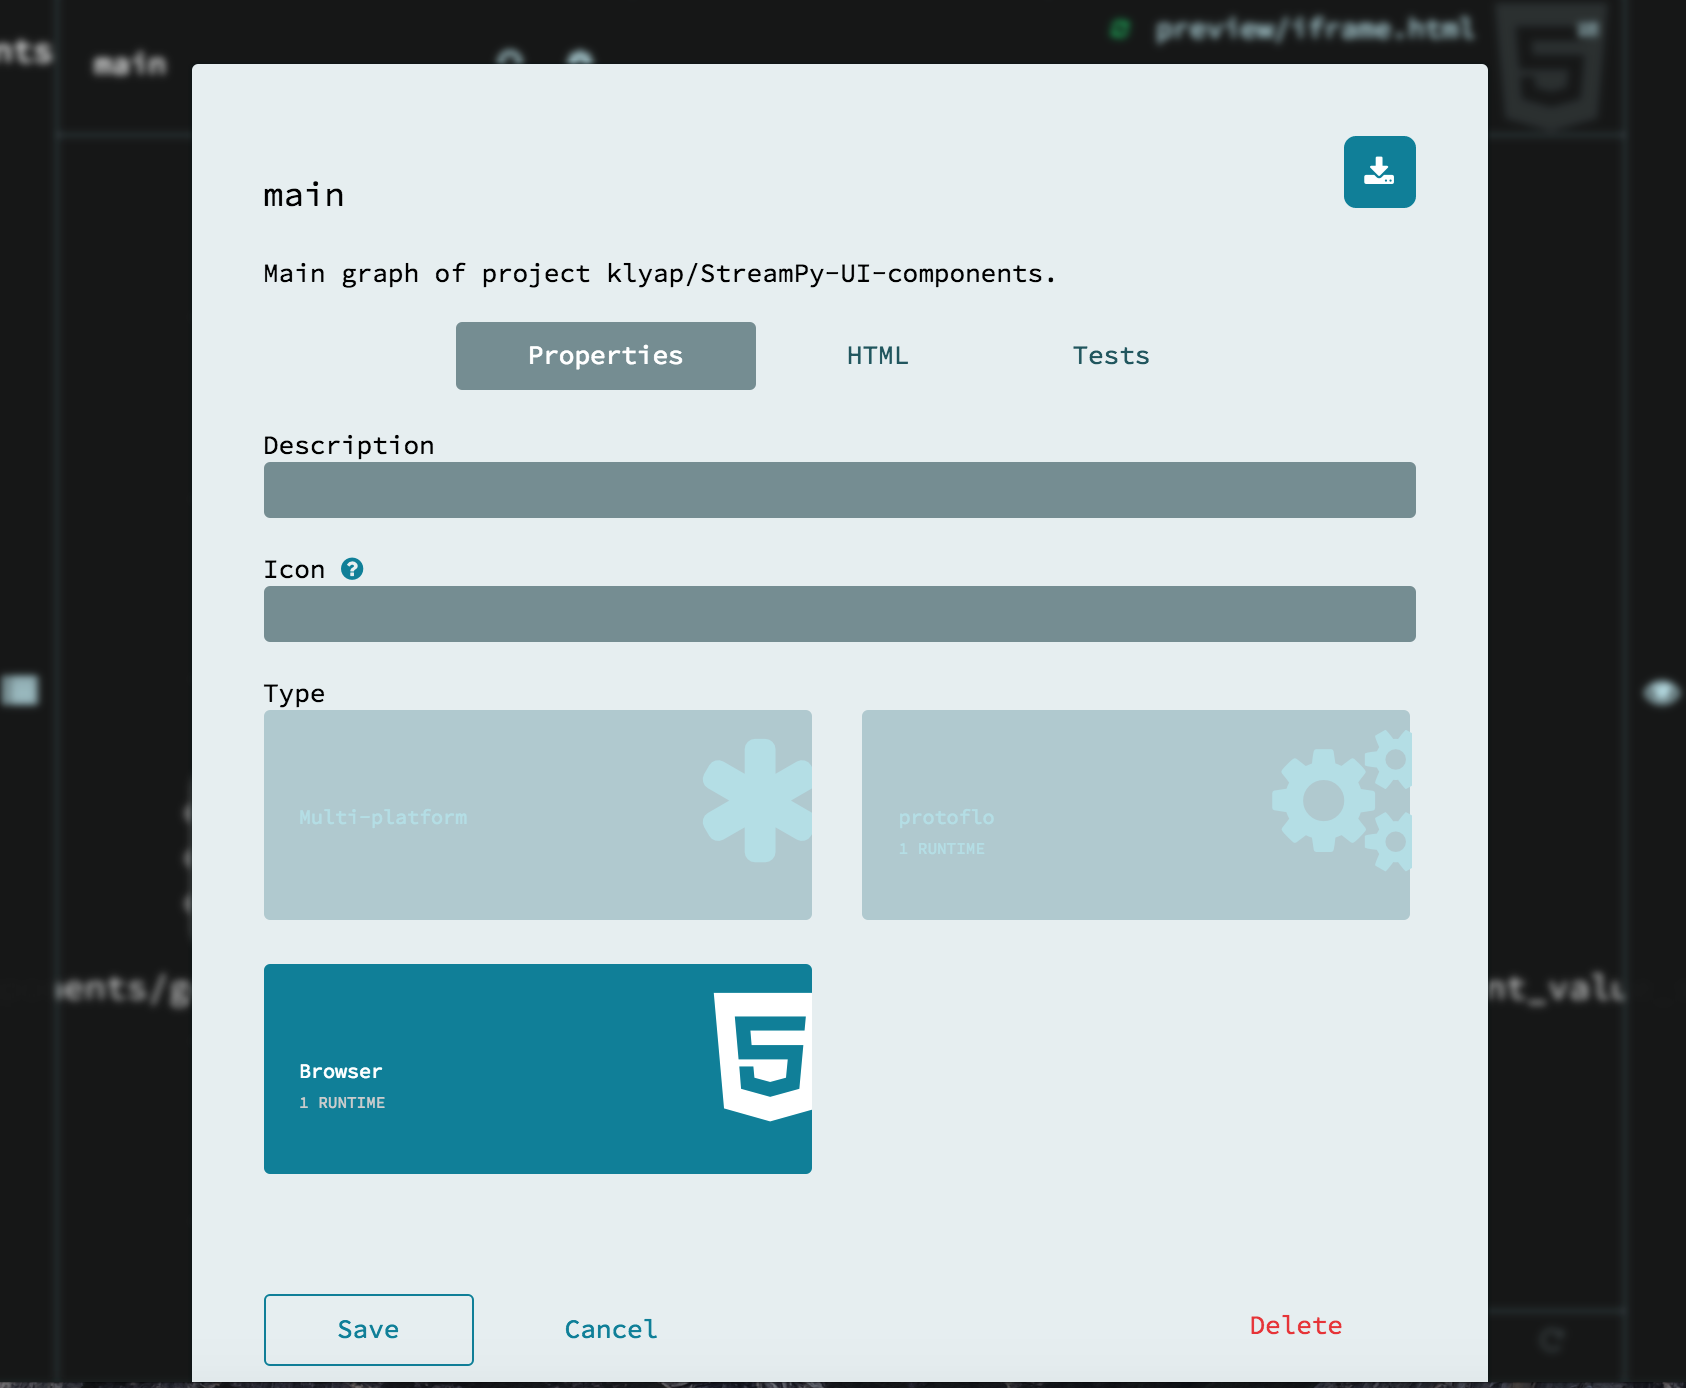 nts
main
preview/iframe.html
main
Main graph of project klyap/StreamPy-UI-components.
Properties
HTML
Tests
Description
Icon ?
Type
Multi-platform
protoflo
1 RUNTIME
Browser
1 RUNTIME
ents/g
nt_valu
Save
Cancel
Delete